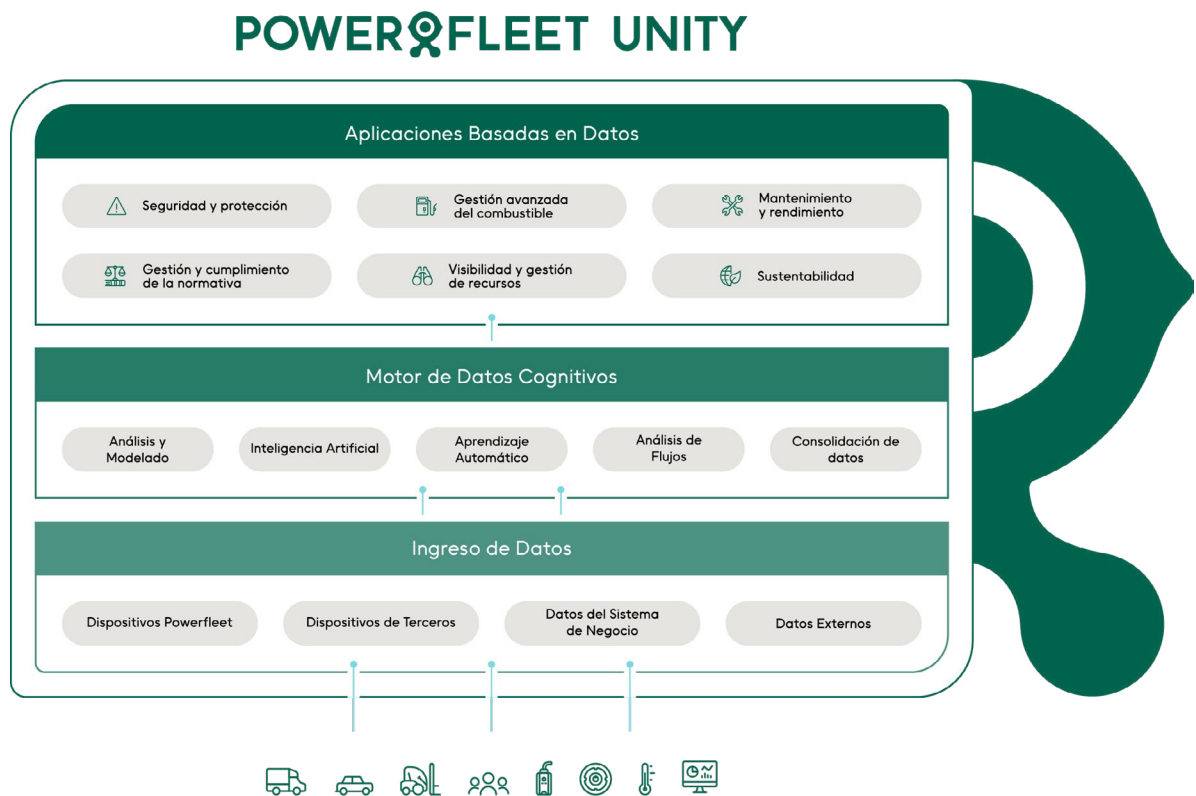 POWERFLEET UNITY
Aplicaciones Basadas en Datos
Seguridad y protección
Gestión avanzada
del combustible
Mantenimiento
y rendimiento
Gestión y cumplimiento
de la normativa
Visibilidad y gestión
de recursos
Sustentabilidad
Motor de Datos Cognitivos
Análisis y
Modelado
Inteligencia Artificial
Aprendizaje
Automático
Análisis de
Flujos
Consolidación de
datos
Ingreso de Datos
Dispositivos Powerfleet
Dispositivos de Terceros
Datos del Sistema
de Negocio
Datos Externos